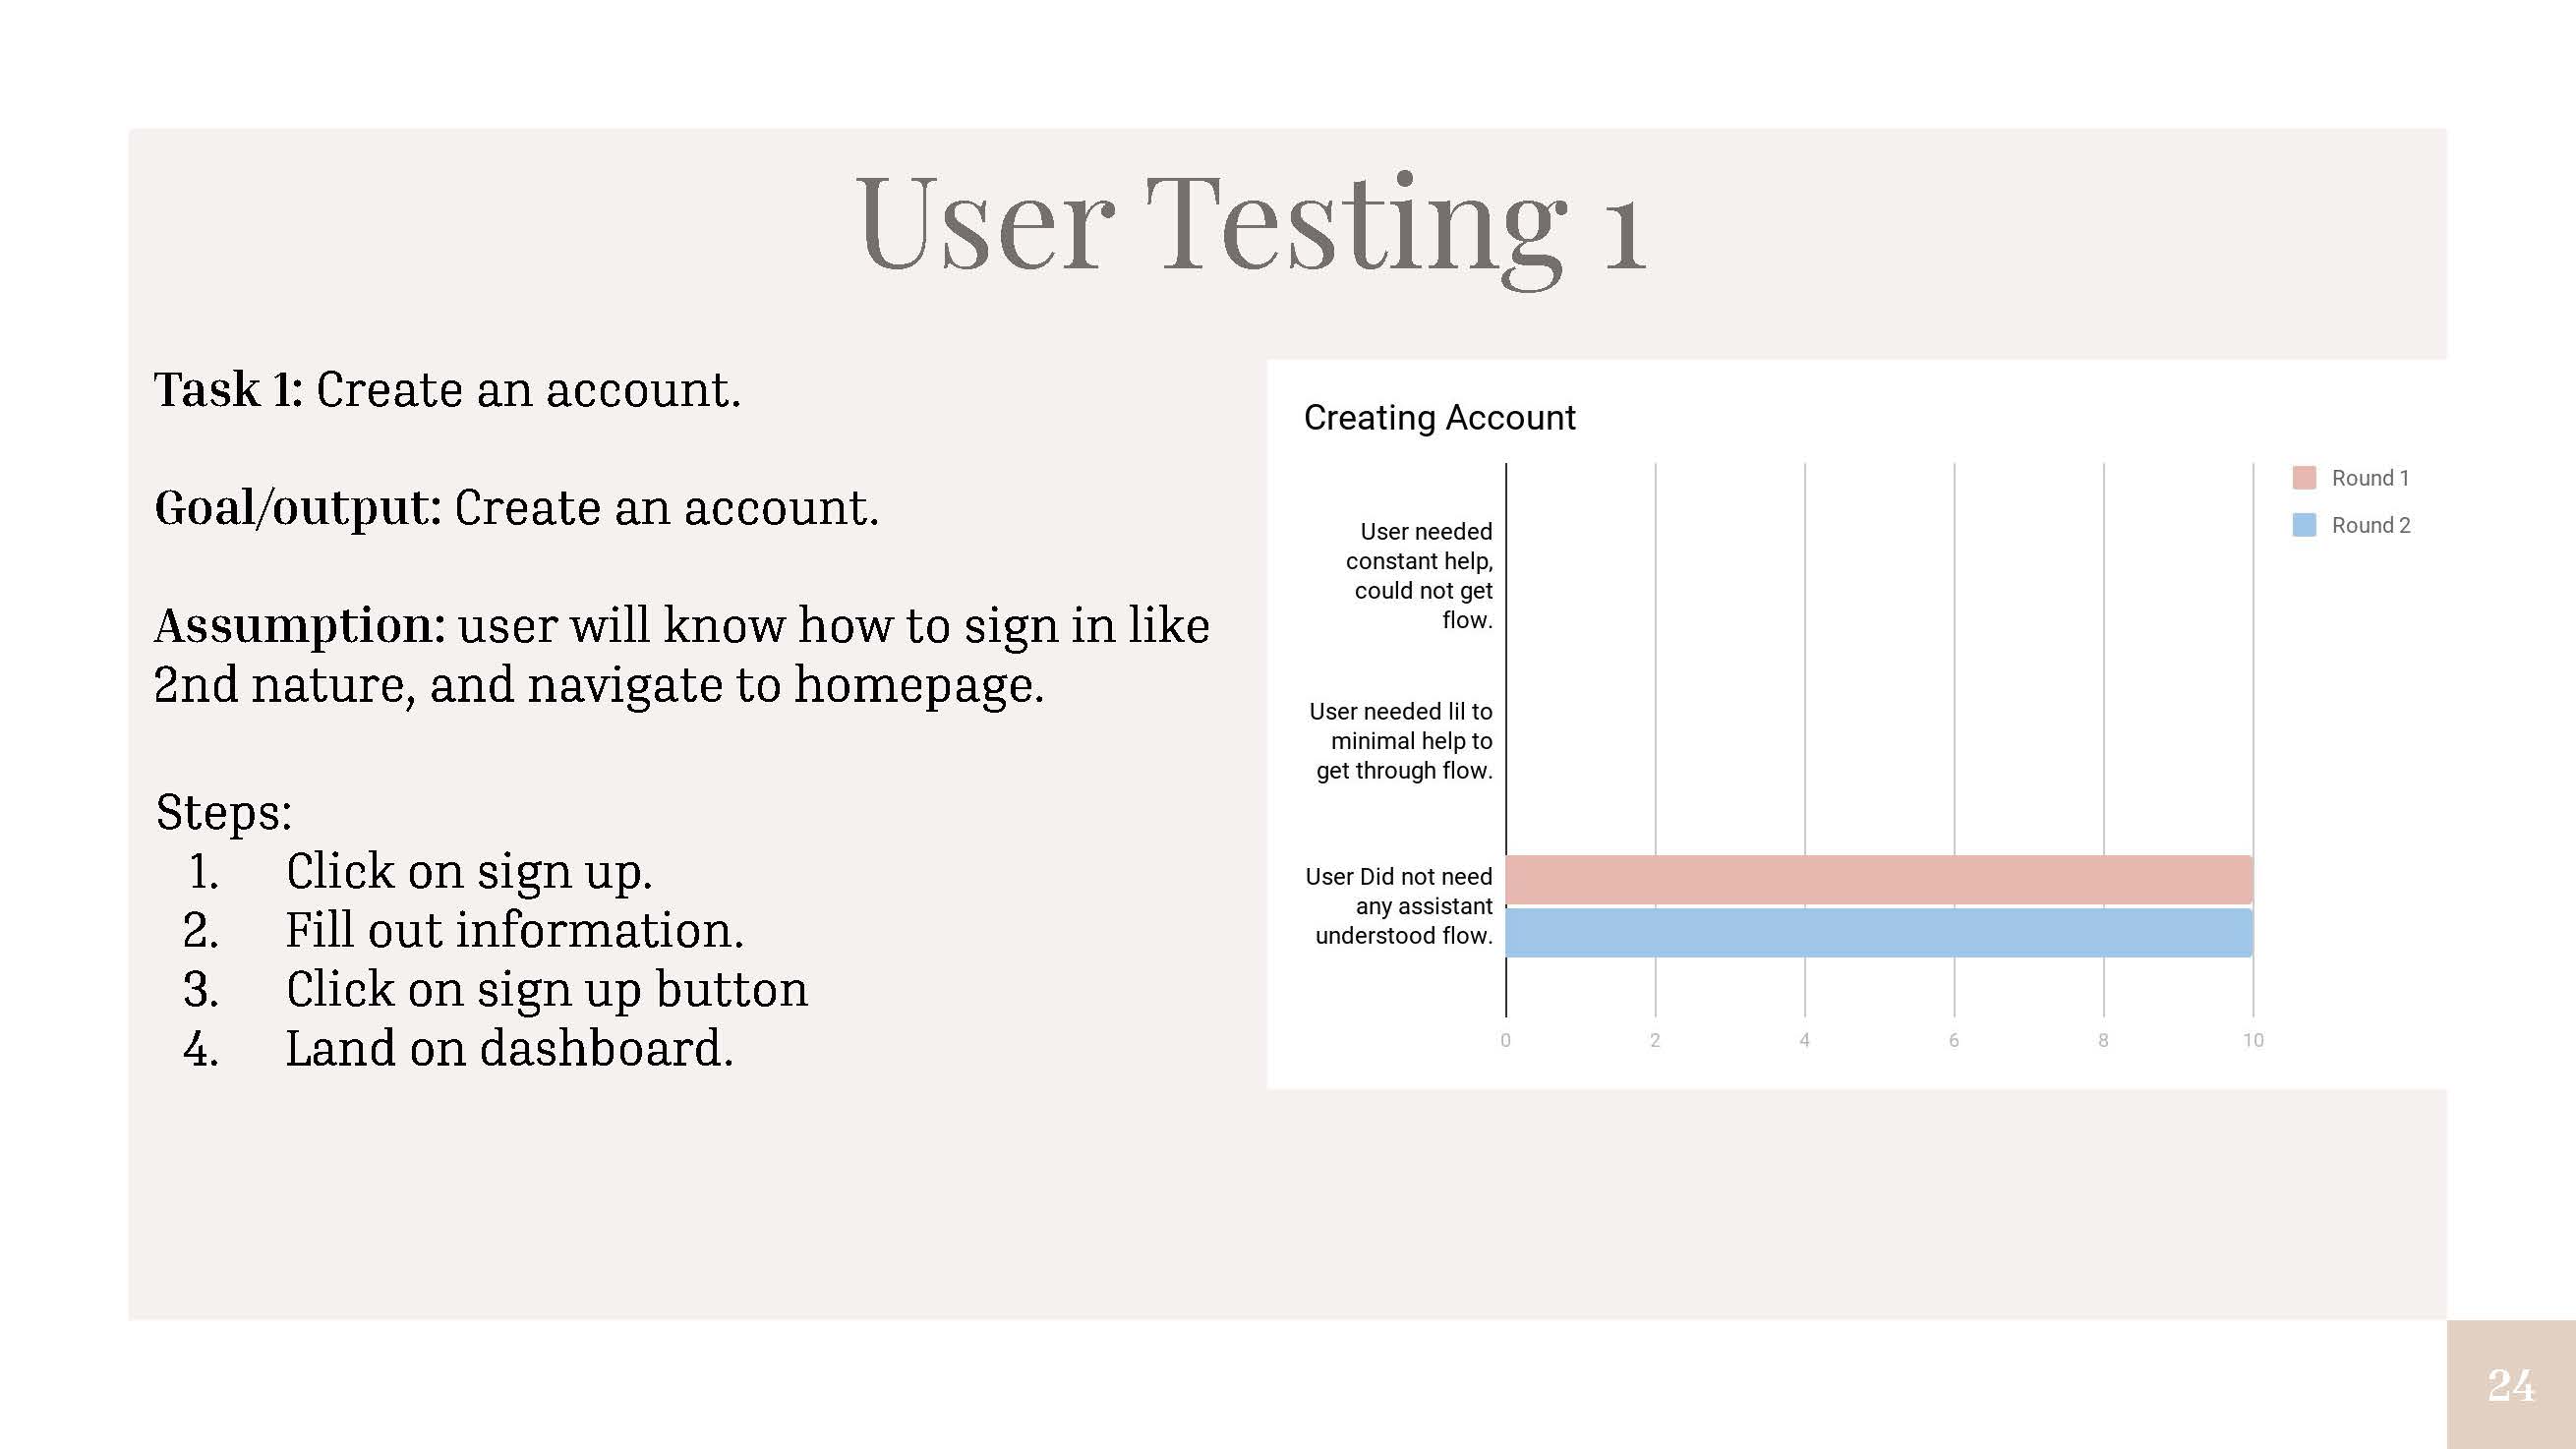 User Testing 1
Task 1: Create an account.
Goal/output: Create an account.
Assumption: user will know how to sign in like
2nd nature, and navigate to homepage.
Steps:
1. Click on sign up.
2. Fill out information.
3. Click on sign up button
4. Land on dashboard.
Creating Account
Round 1
Round 2
User needed
constant help,
could not get
flow.
User needed lil to
minimal help to
get through flow.
User Did not need
any assistant
understood flow.
0 2 4 6 8 10
24